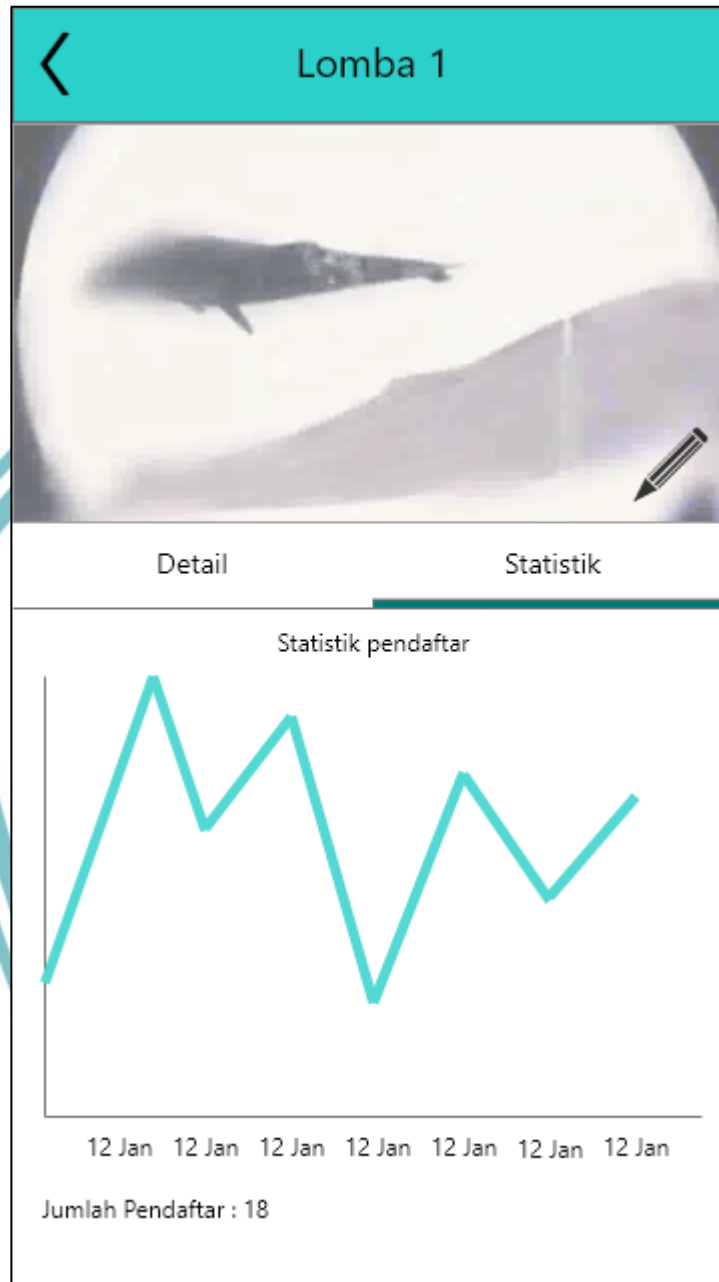 Lomba 1
Detail Statistik
Statistik pendaftar
12 Jan 12 Jan 12 Jan 12 Jan 12 Jan 12 Jan 12 Jan
Jumlah Pendaftar : 18